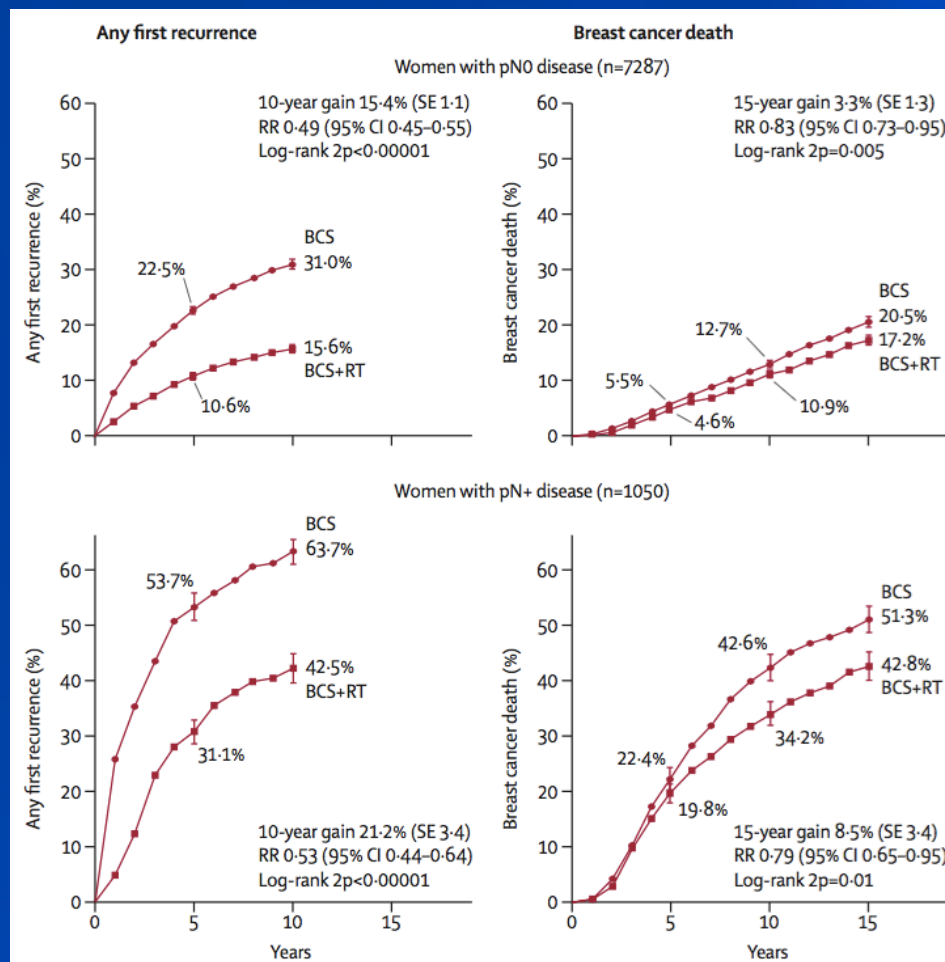 Any first recurrence
Breast cancer death
Women with pN0 disease (n=7287)
Any first recurrence (%)
60
50
40
30
20
10
0
10-year gain 15·4% (SE 1·1)
RR 0·49 (95% CI 0·45–0·55)
Log-rank 2p<0·00001
BCS
31·0%
22·5%
15·6%
BCS+RT
10·6%
0
5
10
15
Breast cancer death (%)
60
50
40
30
20
10
0
15-year gain 3·3% (SE 1·3)
RR 0·83 (95% CI 0·73–0·95)
Log-rank 2p=0·005
BCS
20·5%
12·7%
17·2%
BCS+RT
5·5%
10·9%
4·6%
0
5
10
15
Women with pN+ disease (n=1050)
Any first recurrence (%)
60
50
40
30
20
10
0
BCS
63·7%
53·7%
42·5%
BCS+RT
31·1%
10-year gain 21·2% (SE 3·4)
RR 0·53 (95% CI 0·44–0·64)
Log-rank 2p<0·00001
0
5
10
15
Years
Breast cancer death (%)
60
50
40
30
20
10
0
BCS
51·3%
42·6%
42·8%
BCS+RT
34·2%
22·4%
19·8%
15-year gain 8·5% (SE 3·4)
RR 0·79 (95% CI 0·65–0·95)
Log-rank 2p=0·01
0
5
10
15
Years